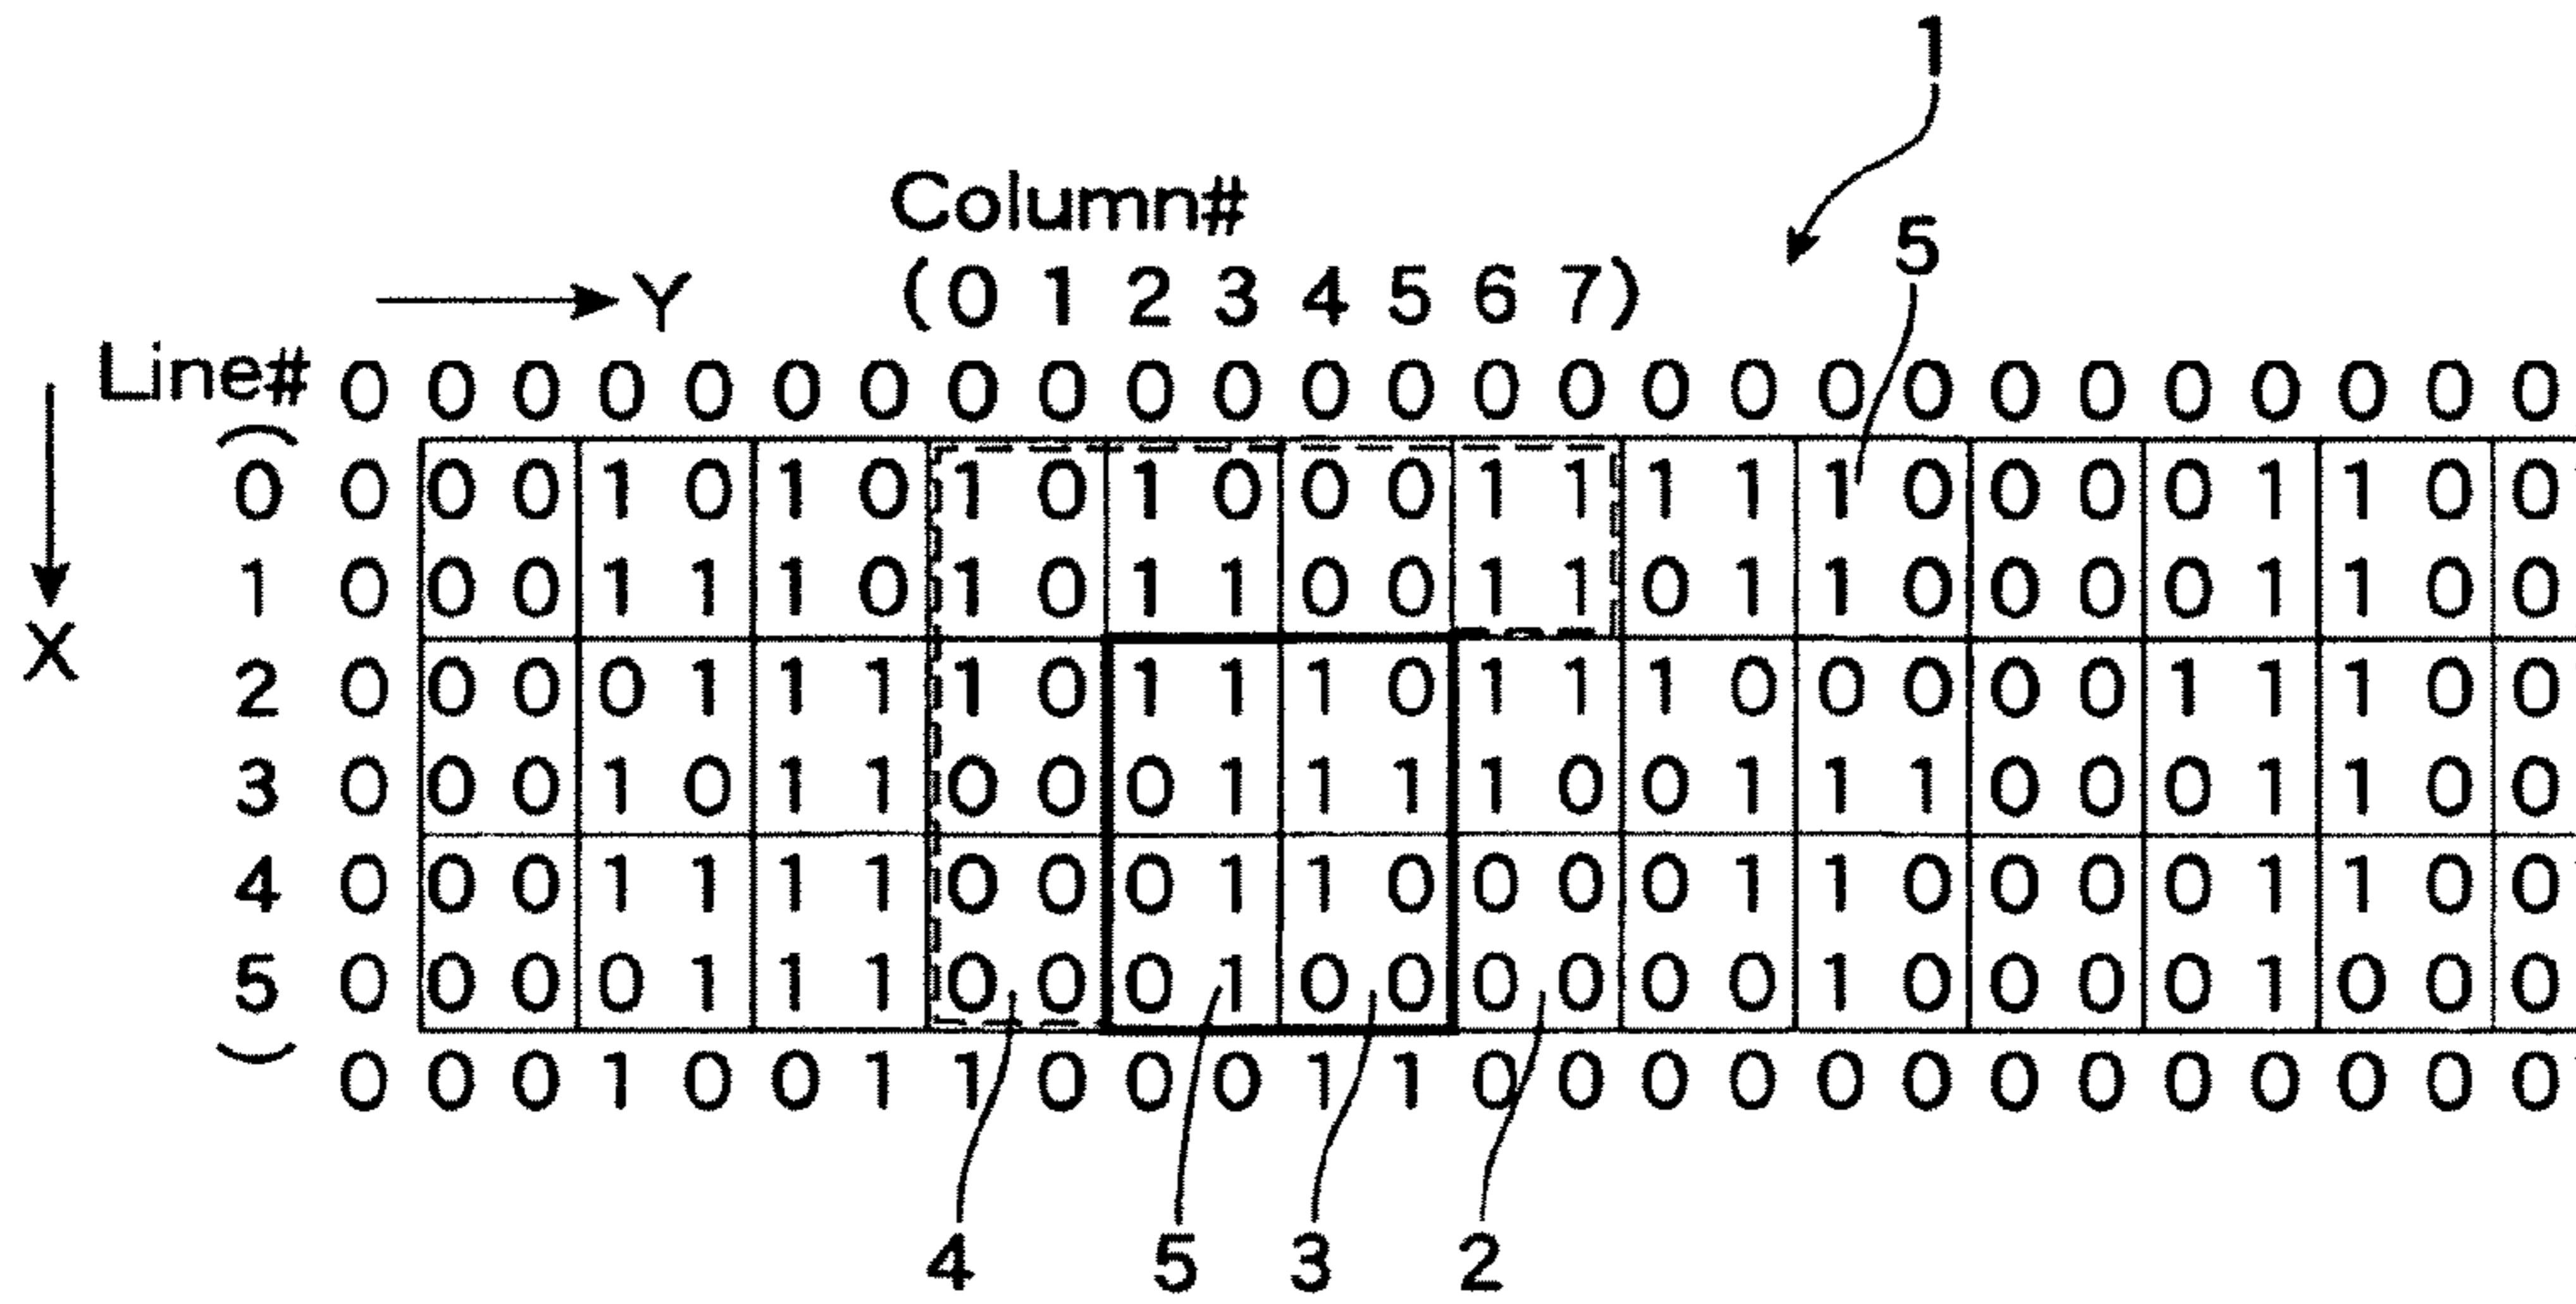 1
Column#
5
Y (0 1 2 3 4 5 6 7)
Line# 0 0 0 0 0 0 0 0 0 0 0 0 0 0 0 0 0 0 0 0 0 0 0 0 0 0
(
0 0 0 0 1 0 1 0 1 0 1 0 0 0 1 1 1 1 1 0 0 0 0 1 1 0 0
1 0 0 0 1 1 1 0 1 0 1 1 0 0 1 1 0 1 1 0 0 0 0 1 1 0 0
X
2 0 0 0 0 1 1 1 1 0 1 1 1 0 1 1 1 0 0 0 0 0 1 1 1 0 0
3 0 0 0 1 0 1 1 0 0 0 1 1 1 1 0 0 1 1 1 0 0 0 1 1 0 0
4 0 0 0 1 1 1 1 0 0 0 1 1 0 0 0 0 1 1 0 0 0 0 1 1 0 0
5 0 0 0 0 1 1 1 0 0 0 1 0 0 0 0 0 0 1 0 0 0 0 1 0 0 0
)
0 0 0 1 0 0 1 1 0 0 0 1 1 0 0 0 0 0 0 0 0 0 0 0 0 0
4 5 3 2